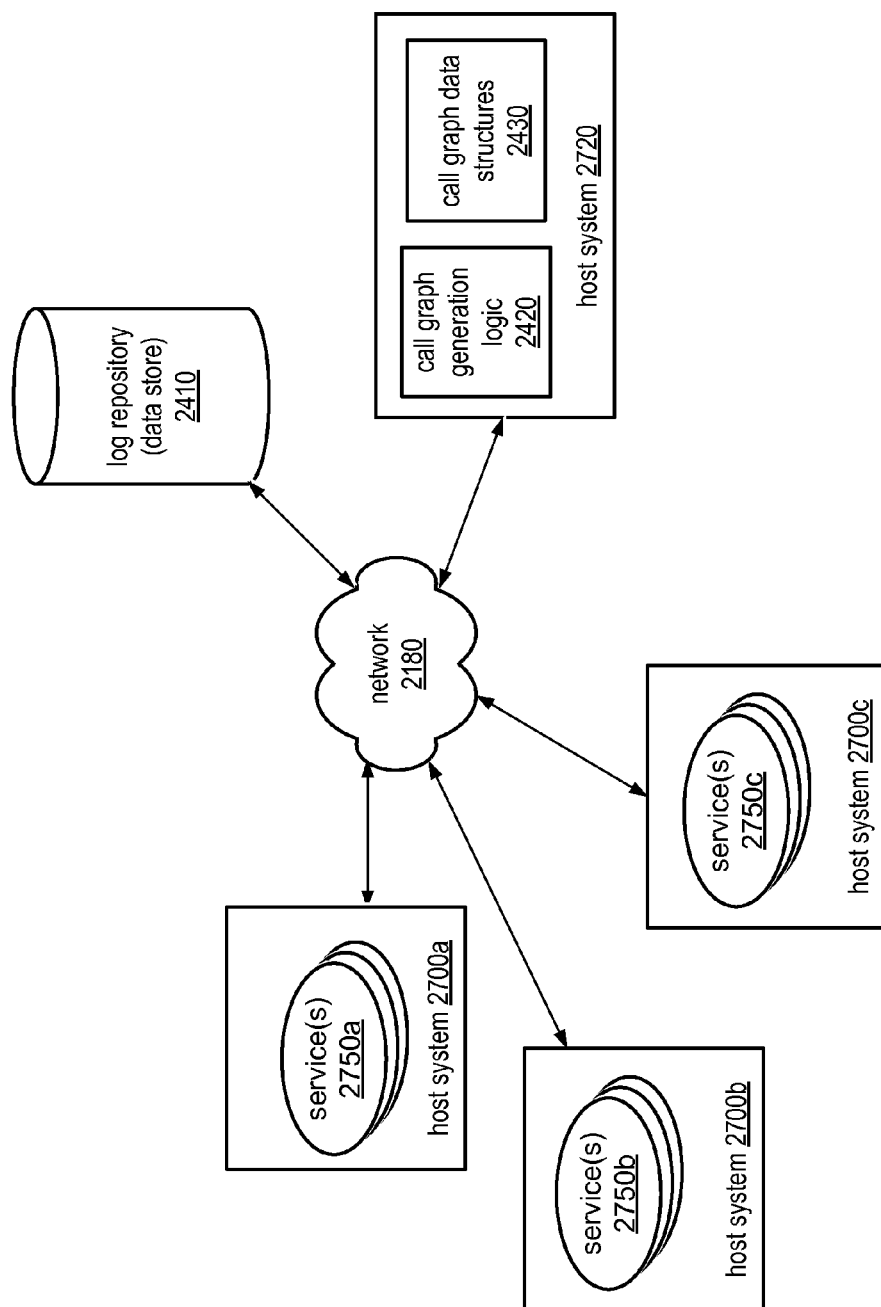 service(s)
2750a
host system 2700a
service(s)
2750b
host system 2700b
network
2180
service(s)
2750c
host system 2700c
log repository
(data store)
2410
call graph
generation
logic
2420
call graph data
structures
2430
host system 2720